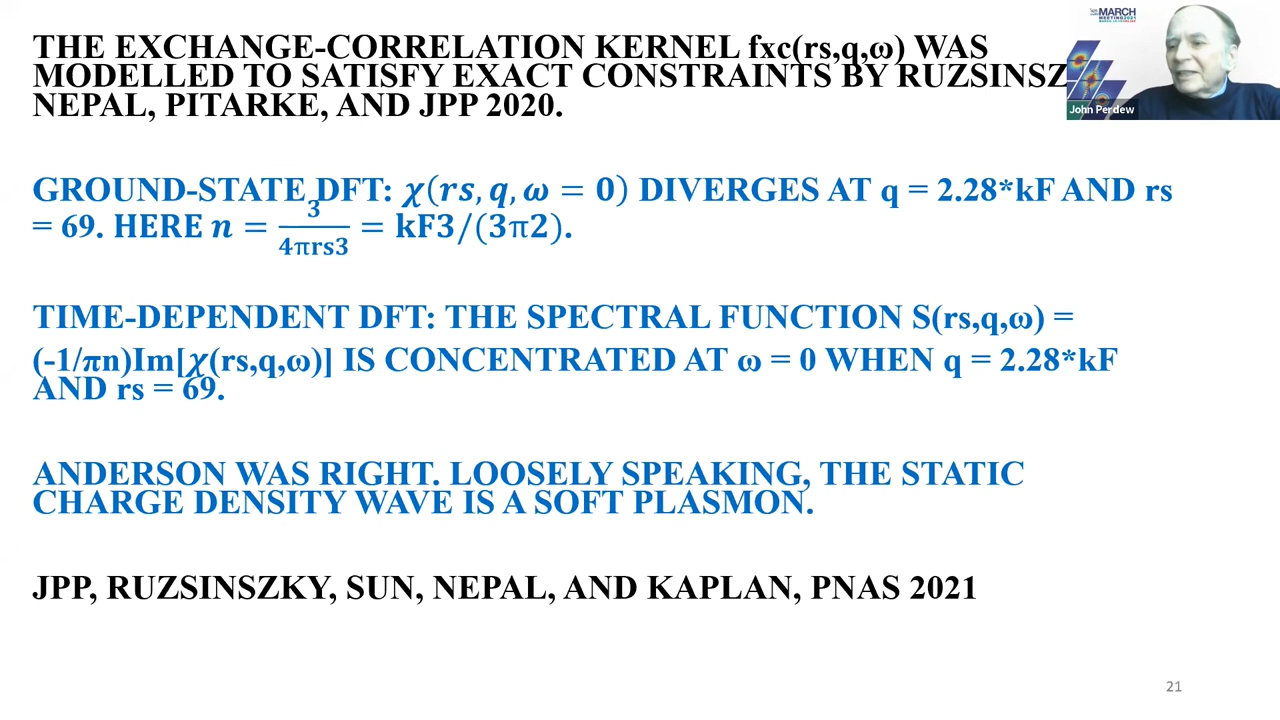 THE EXCHANGE-CORRELATION KERNEL fxc(rs,q,ω) WAS
MODELLED TO SATISFY EXACT CONSTRAINTS BY RUZSINSZ
NEPAL, PITARKE, AND JPP 2020.
MARCH
MEETING2021
John Perdew
GROUND-STATE DFT: 𝝌(𝒓𝒔, 𝒒, 𝝎 = 𝟎) DIVERGES AT q = 2.28*kF AND rs
= 69. HERE 𝒏 = 3/4πrs3 = kF3/(3π2).
TIME-DEPENDENT DFT: THE SPECTRAL FUNCTION S(rs,q,ω) =
(-1/πn)Im[𝝌(rs,q,ω)] IS CONCENTRATED AT ω = 0 WHEN q = 2.28*kF
AND rs = 69.
ANDERSON WAS RIGHT. LOOSELY SPEAKING, THE STATIC
CHARGE DENSITY WAVE IS A SOFT PLASMON.
JPP, RUZSINSZKY, SUN, NEPAL, AND KAPLAN, PNAS 2021
21